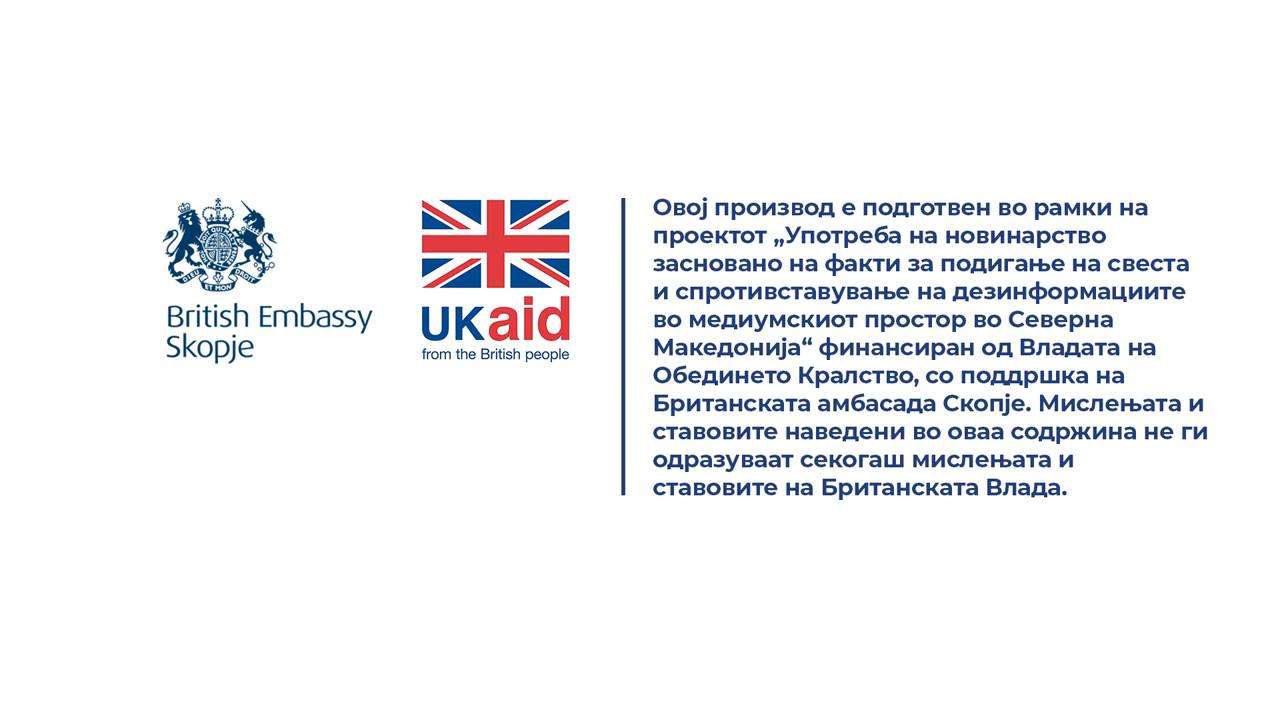 British Embassy
Skopje
UKaid
from the British people
Овој производ е подготвен во рамки на
проектот „Употреба на новинарство
засновано на факти за подигање на свеста
и спротивставување на дезинформациите
во медиумскиот простор во Северна
Македонија“ финансиран од Владата на
Обединето Кралство, со поддршка на
Британската амбасада Скопје. Мислењата и
ставовите наведени во оваа содржина не ги
одразуваат секогаш мислењата и
ставовите на Британската Влада.